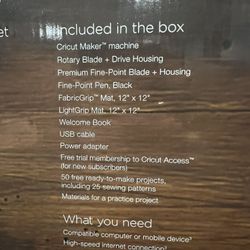 et
Included in the box
Cricut Maker™ machine
Rotary Blade + Drive Housing
Premium Fine-Point Blade + Housing
Fine-Point Pen, Black
FabricGrip™ Mat, 12" x 12"
LightGrip Mat, 12" x 12"
Welcome Book
USB cable
Power adapter
Free trial membership to Cricut Access™
(for new subscribers)
50 free ready-to-make projects,
including 25 sewing patterns
Materials for a practice project
What you need
Compatible computer or mobile device²
High-speed internet connection²